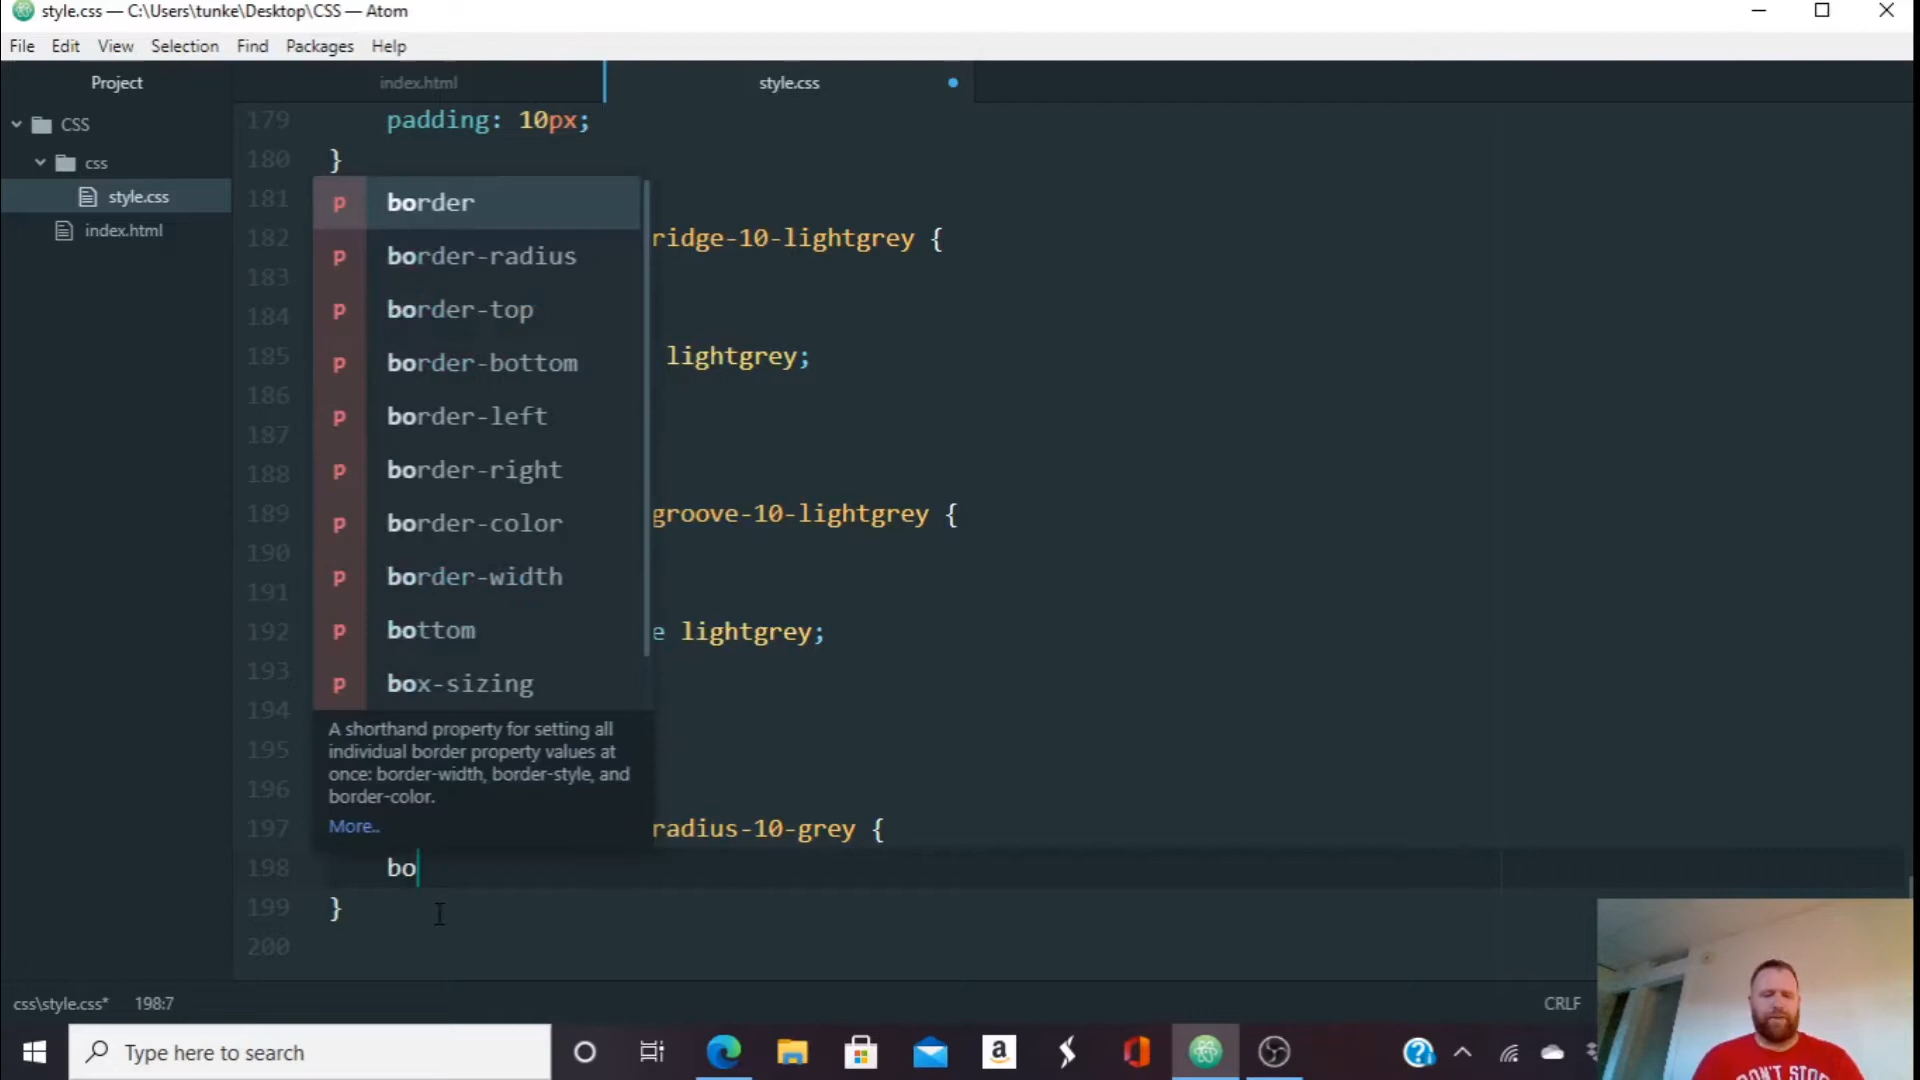 style.css — C:\Users\tunke\Desktop\CSS — Atom
File Edit View Selection Find Packages Help
Project
index.html
style.css
CSS
css
style.css
index.html
179 padding: 10px;
180 }
181
182 ridge-10-lightgrey {
183
184
185 lightgrey;
186
187
188
189 groove-10-lightgrey {
190
191
192 e lightgrey;
193
194
195
196
197 radius-10-grey {
198 bo
199 }
200
p border
p border-radius
p border-top
p border-bottom
p border-left
p border-right
p border-color
p border-width
p bottom
p box-sizing
A shorthand property for setting all
individual border property values at
once: border-width, border-style, and
border-color.
More..
css\style.css* 198:7
CRLF
Type here to search
DON'T STOP